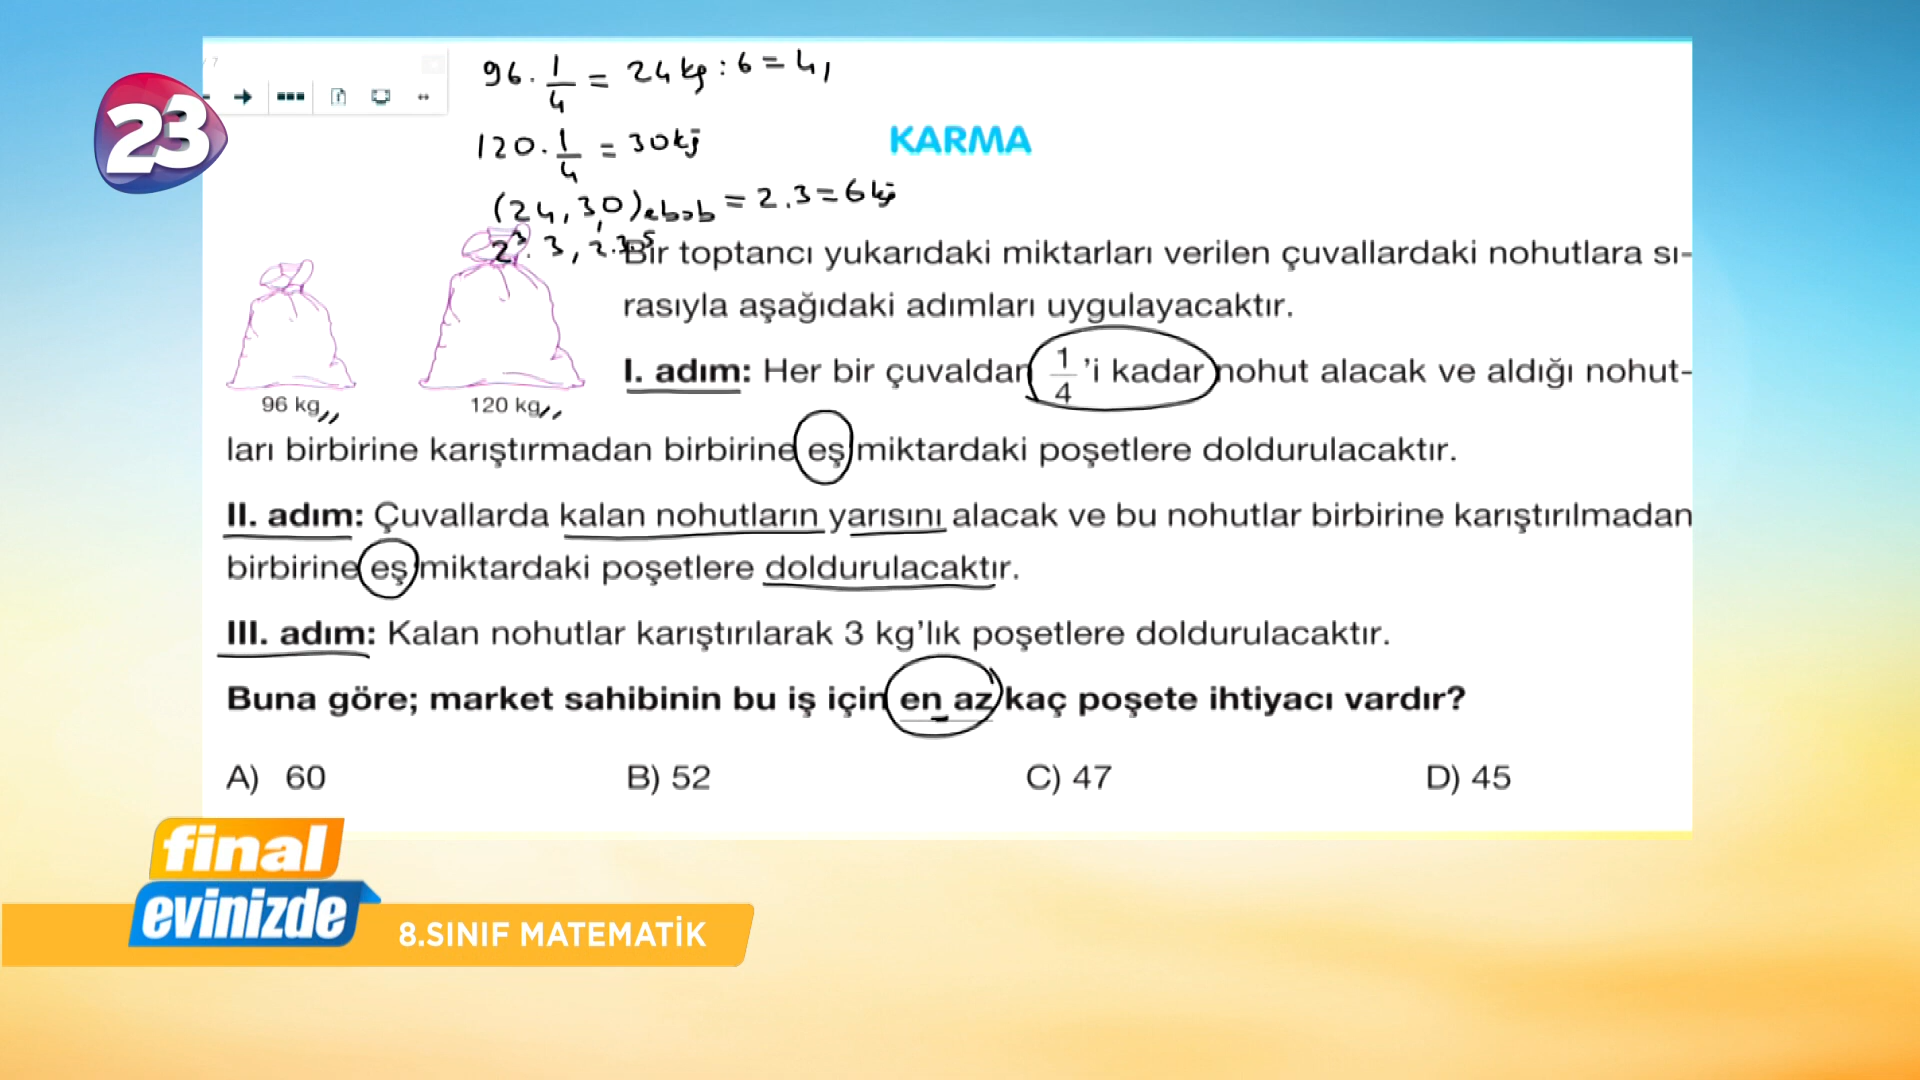 23
96 . 1/4 = 24 kg : 6 = 4,
120 . 1/4 = 30 kg
(24, 30)ebob = 2.3 = 6 kg
2³. 3, 2.3.5
KARMA
96 kg
120 kg
Bir toptancı yukarıdaki miktarları verilen çuvallardaki nohutlara sı-
rasıyla aşağıdaki adımları uygulayacaktır.
I. adım: Her bir çuvaldan 1/4 'i kadar nohut alacak ve aldığı nohut-
ları birbirine karıştırmadan birbirine eş miktardaki poşetlere doldurulacaktır.
II. adım: Çuvallarda kalan nohutların yarısını alacak ve bu nohutlar birbirine karıştırılmadan
birbirine eş miktardaki poşetlere doldurulacaktır.
III. adım: Kalan nohutlar karıştırılarak 3 kg'lık poşetlere doldurulacaktır.
Buna göre; market sahibinin bu iş için en az kaç poşete ihtiyacı vardır?
A) 60
B) 52
C) 47
D) 45
final
evinizde
8.SINIF MATEMATİK